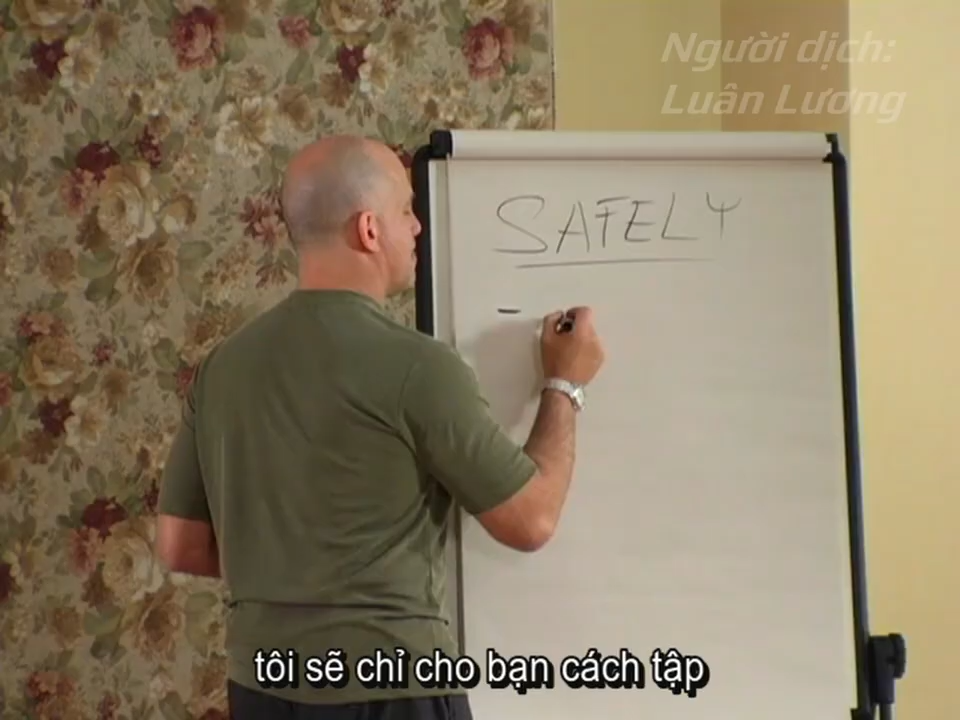 Người dịch:
Luân Lương
SAFELY
-
tôi sẽ chỉ cho bạn cách tập